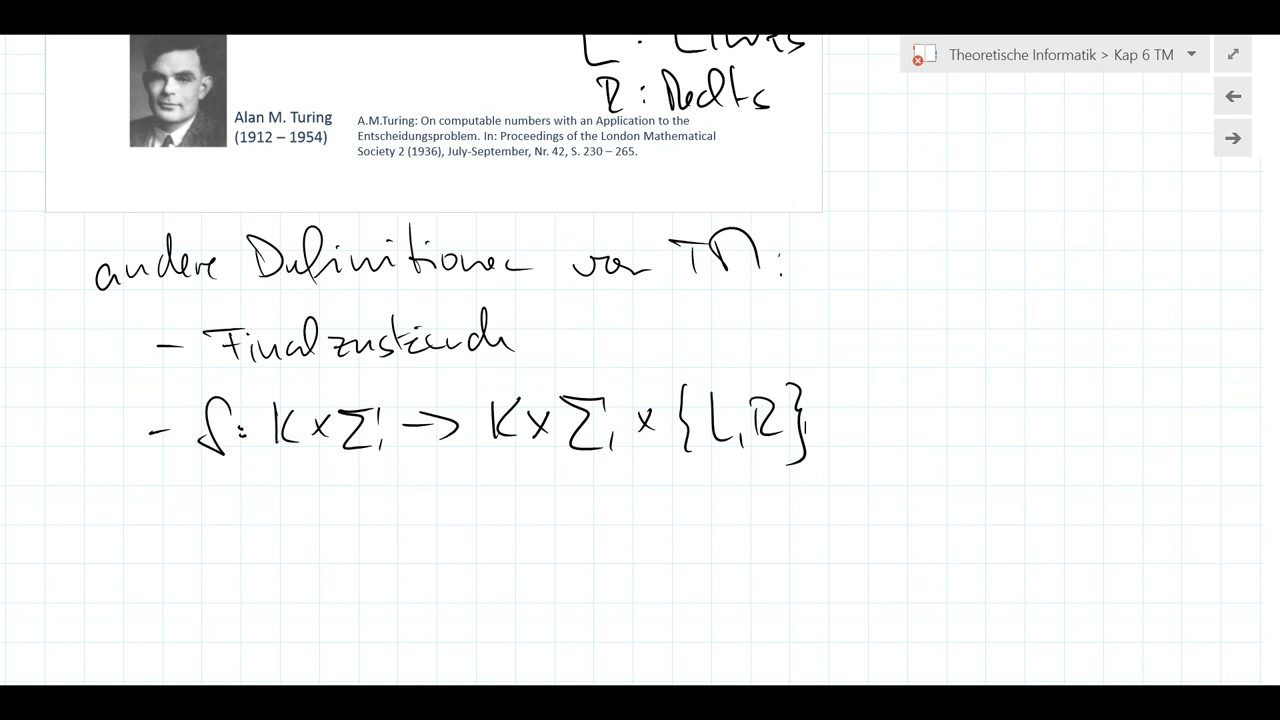 L : Links
R : Rechts
Theoretische Informatik > Kap 6 TM
Alan M. Turing
(1912 – 1954)
A.M.Turing: On computable numbers with an Application to the
Entscheidungsproblem. In: Proceedings of the London Mathematical
Society 2 (1936), July-September, Nr. 42, S. 230 – 265.
andere Definitionen von TM:
- Finalzustände
- δ: K × Σ → K × Σ × {L, R}